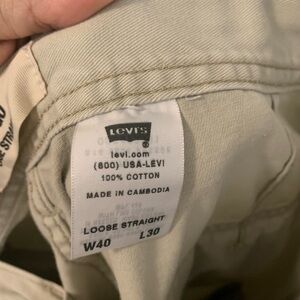 LEVI'S
levi.com
(800) USA-LEVI
100% COTTON
MADE IN CAMBODIA
LOOSE STRAIGHT
W40 L30